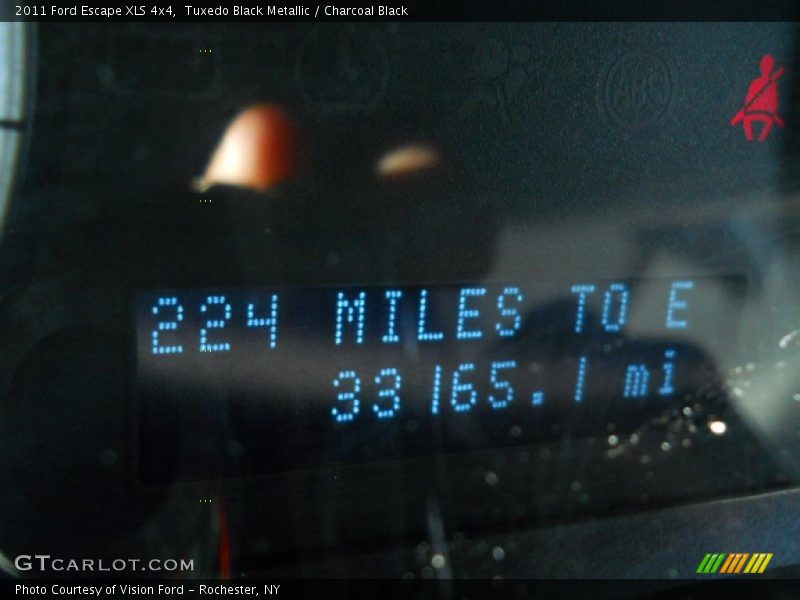 2011 Ford Escape XLS 4x4,  Tuxedo Black Metallic / Charcoal Black
ABS
224 MILES TO E
33165.1 mi
GTCARLOT.COM
Photo Courtesy of Vision Ford - Rochester, NY